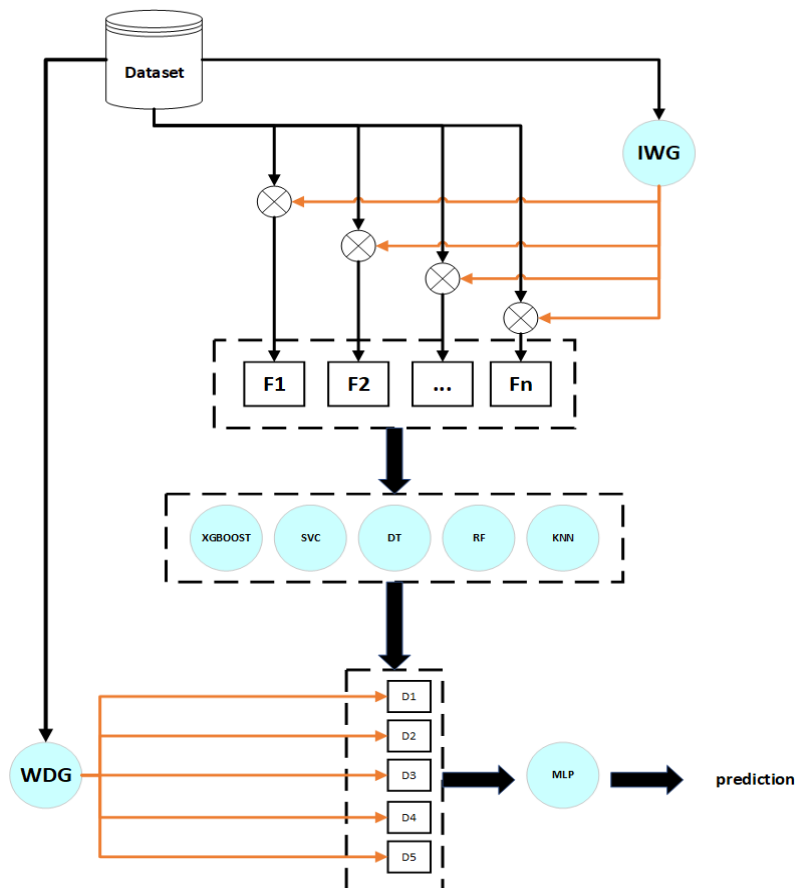 Dataset
IWG
F1
F2
...
Fn
XGBOOST
SVC
DT
RF
KNN
D1
D2
WDG
D3
MLP
prediction
D4
D5